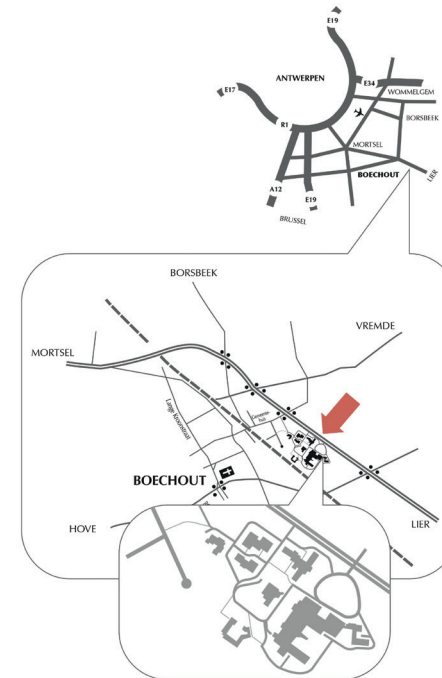 E19
ANTWERPEN
E34
E17
WOMMELGEM
BORSBEEK
R1
MORTSEL
BOECHOUT
LIER
A12
E19
BRUSSEL
BORSBEEK
VREMDE
MORTSEL
Lange Kroonstraat
BOECHOUT
HOVE
LIER